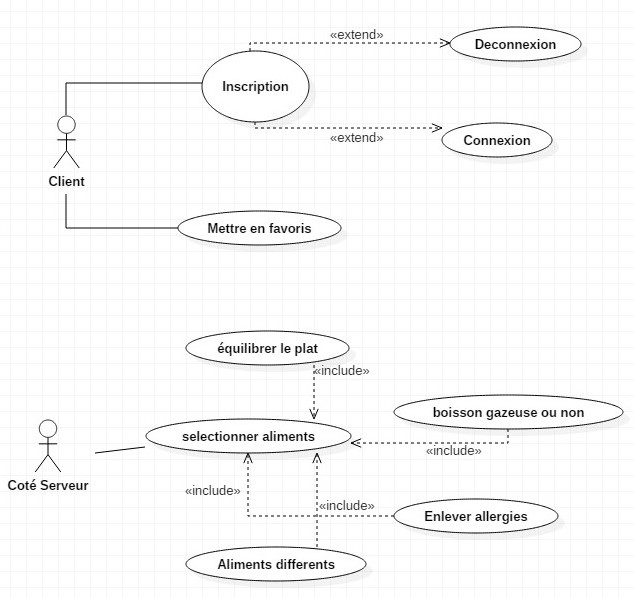 «extend»
Deconnexion
Inscription
«extend»
Connexion
Client
Mettre en favoris
équilibrer le plat
«include»
boisson gazeuse ou non
selectionner aliments
«include»
Coté Serveur
«include»
«include»
Enlever allergies
Aliments differents